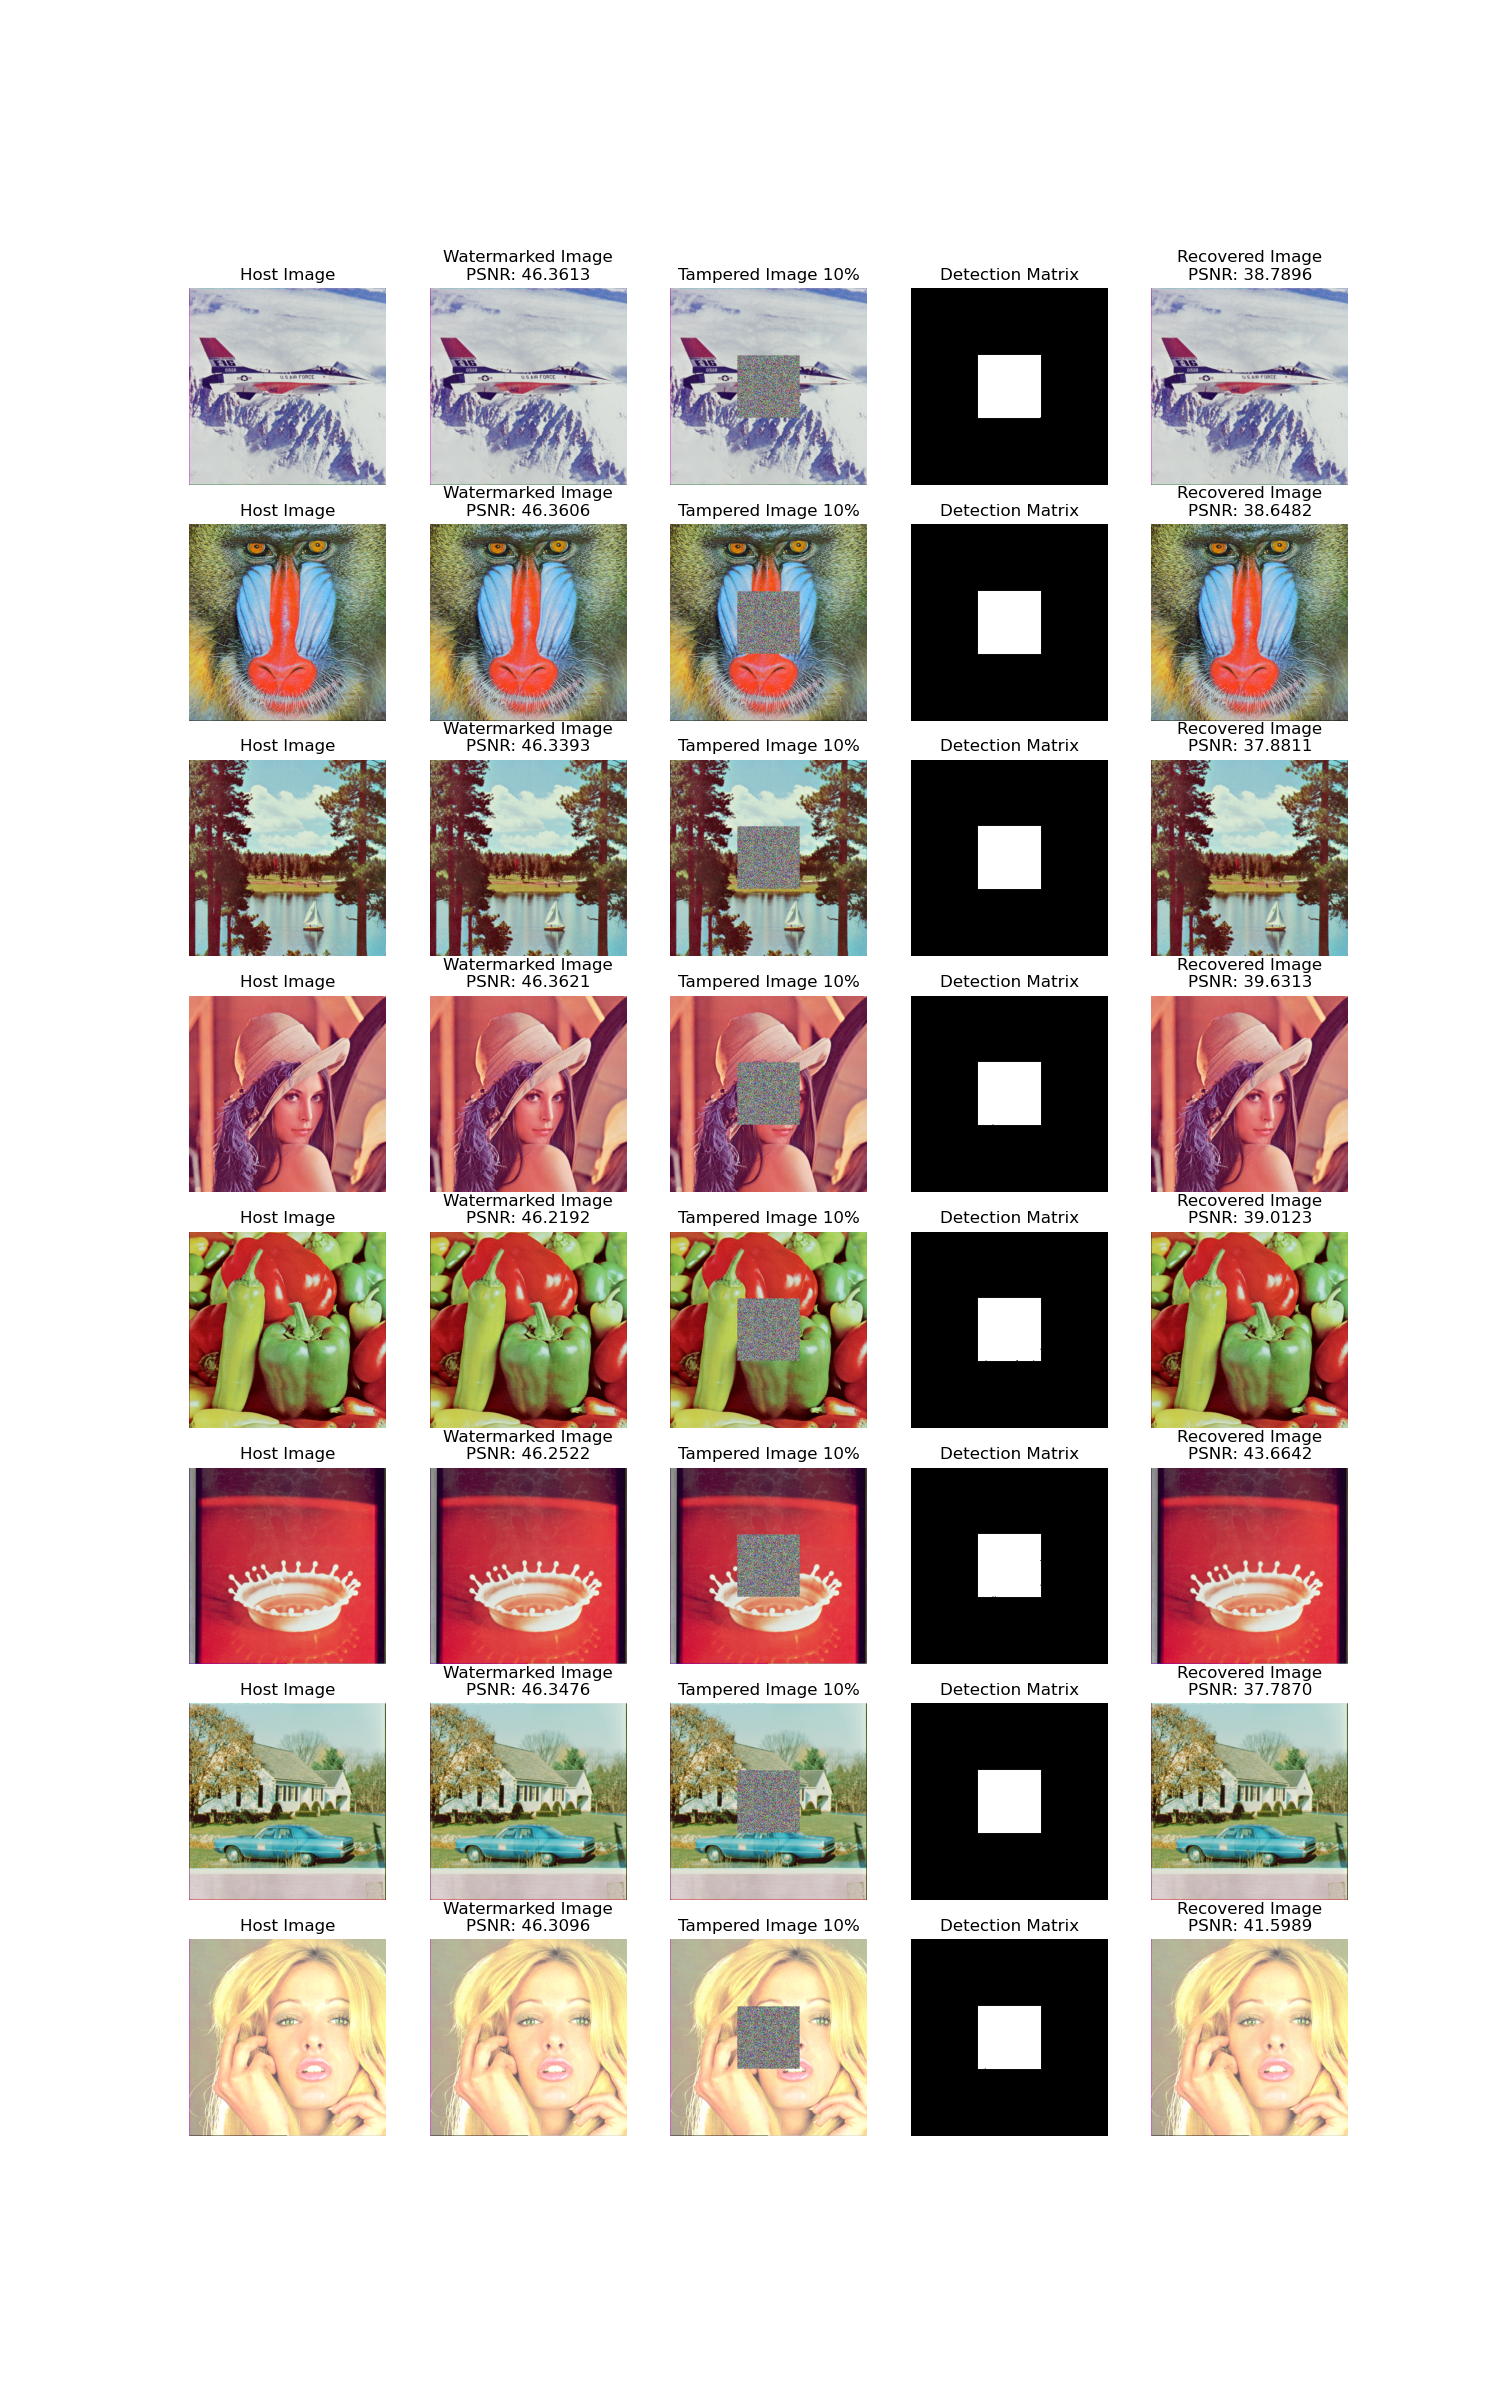 Host Image
Watermarked Image
PSNR: 46.3613
Tampered Image 10%
Detection Matrix
Recovered Image
PSNR: 38.7896
Host Image
Watermarked Image
PSNR: 46.3606
Tampered Image 10%
Detection Matrix
Recovered Image
PSNR: 38.6482
Host Image
Watermarked Image
PSNR: 46.3393
Tampered Image 10%
Detection Matrix
Recovered Image
PSNR: 37.8811
Host Image
Watermarked Image
PSNR: 46.3621
Tampered Image 10%
Detection Matrix
Recovered Image
PSNR: 39.6313
Host Image
Watermarked Image
PSNR: 46.2192
Tampered Image 10%
Detection Matrix
Recovered Image
PSNR: 39.0123
Host Image
Watermarked Image
PSNR: 46.2522
Tampered Image 10%
Detection Matrix
Recovered Image
PSNR: 43.6642
Host Image
Watermarked Image
PSNR: 46.3476
Tampered Image 10%
Detection Matrix
Recovered Image
PSNR: 37.7870
Host Image
Watermarked Image
PSNR: 46.3096
Tampered Image 10%
Detection Matrix
Recovered Image
PSNR: 41.5989